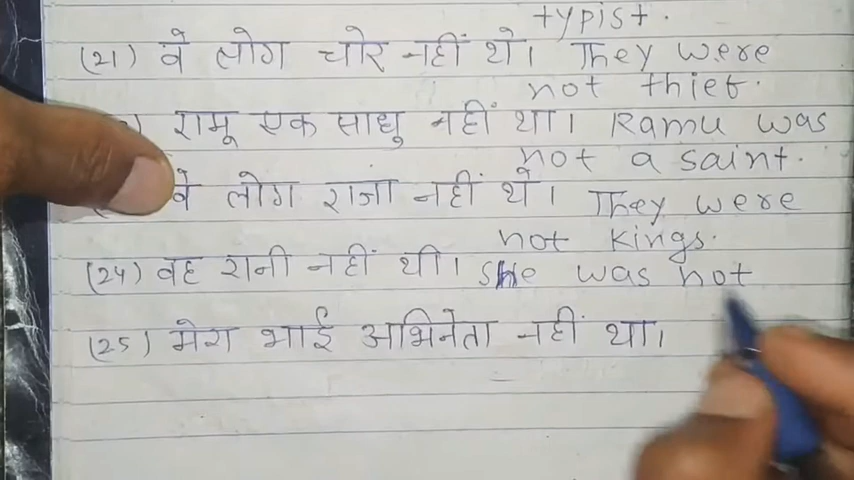 typist.
(21) वे लोग चोर नहीं थे। They were
not thief.
रामू एक साधु नहीं था। Ramu was
not a saint.
वे लोग राजा नहीं थे। They were
not kings.
(24) वह रानी नहीं थी। She was not
(25) मेरा भाई अभिनेता नहीं था।